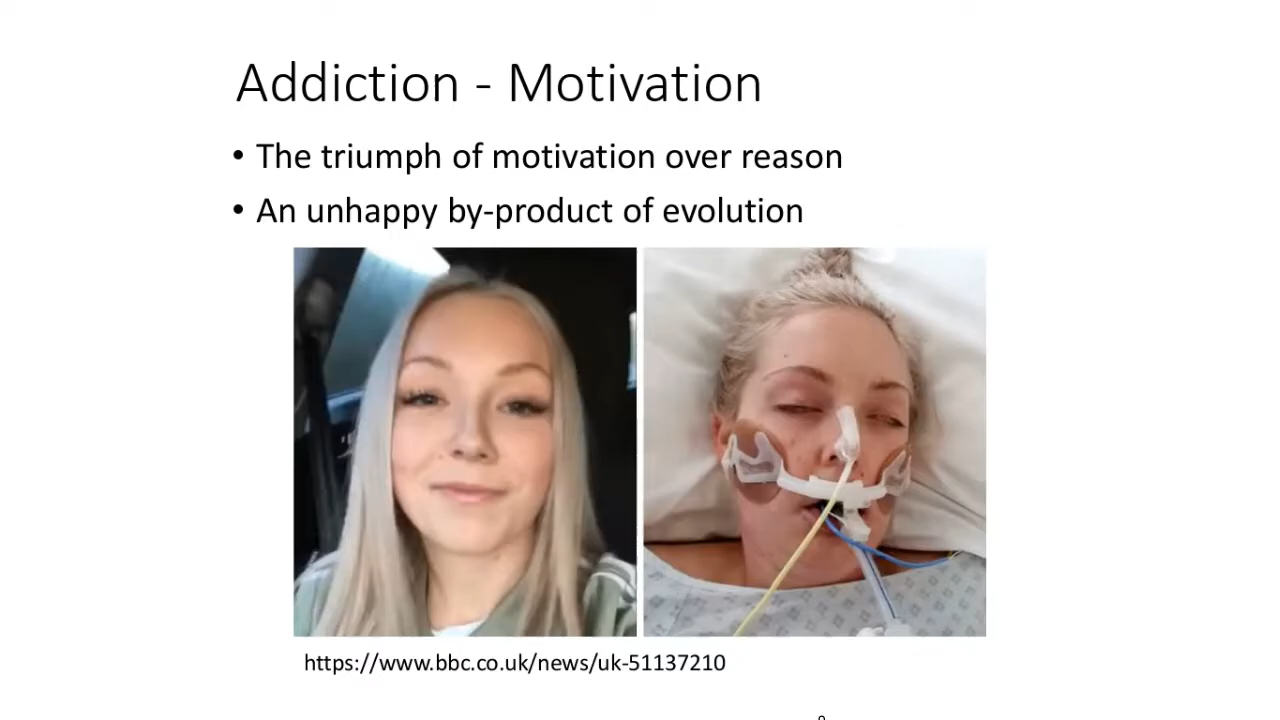 Addiction - Motivation
• The triumph of motivation over reason
• An unhappy by-product of evolution
https://www.bbc.co.uk/news/uk-51137210